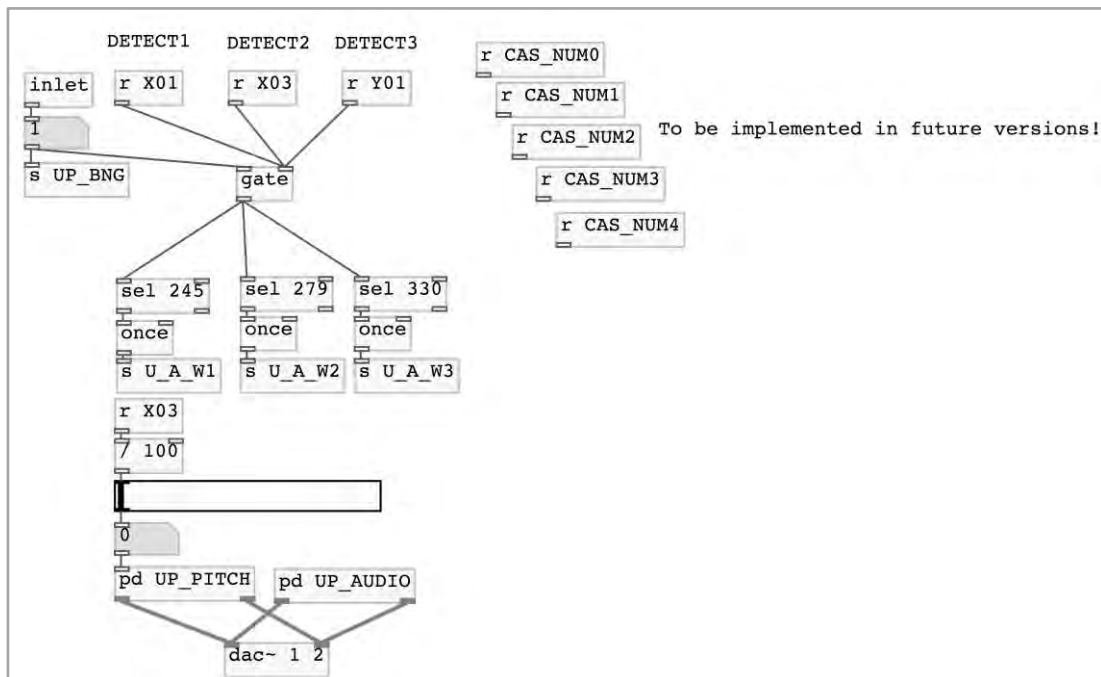 DETECT1 DETECT2 DETECT3
r CAS_NUM0
inlet r X01 r X03 r Y01
r CAS_NUM1
1
r CAS_NUM2 To be implemented in future versions!
s UP_BNG gate
r CAS_NUM3
r CAS_NUM4
sel 245 sel 279 sel 330
once once once
s U_A_W1 s U_A_W2 s U_A_W3
r X03
/ 100
0
pd UP_PITCH pd UP_AUDIO
dac~ 1 2